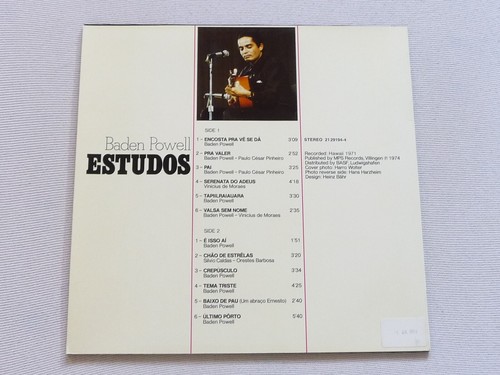 Baden Powell
ESTUDOS
SIDE 1
1 – ENCOSTA PRA VÊ SE DÁ 3'09
Baden Powell
2 – PRA VALER 2'53
Baden Powell – Paulo César Pinheiro
3 – PAI 3'25
Baden Powell – Paulo César Pinheiro
4 – SERENATA DO ADEUS 4'18
Vinicius de Moraes
5 – TAPIILRAIAUARA 3'30
Baden Powell
6 – VALSA SEM NOME 2'35
Baden Powell – Vinicius de Moraes
SIDE 2
1 – É ISSO AÍ 1'51
Baden Powell
2 – CHÃO DE ESTRÊLAS 3'20
Silvio Caldas – Orestes Barbosa
3 – CREPÚSCULO 3'34
Baden Powell
4 – TEMA TRISTE 4'25
Baden Powell
5 – BAIXO DE PAU (Um abraço Ernesto) 2'40
Baden Powell
6 – ÚLTIMO PÔRTO 5'40
Baden Powell
STEREO 21 29184-4
Recorded: Hawaii 1971
Published by MPS Records, Villingen ℗ 1974
Distributed by BASF, Ludwigshafen
Cover photo: Harro Wolter
Photo reverse side: Hans Harzheim
Design: Heinz Bähr